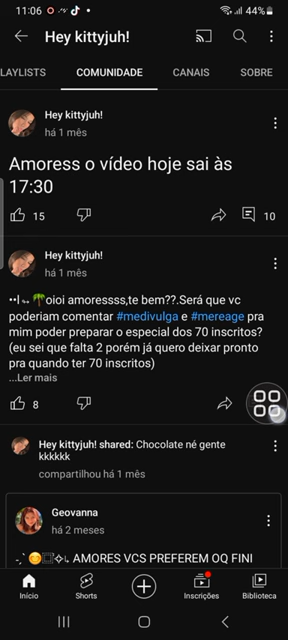 11:06 44%
Hey kittyjuh!
LAYLISTS COMUNIDADE CANAIS SOBRE
Hey kittyjuh!
há 1 mês
Amoress o vídeo hoje sai às
17:30
15 10
Hey kittyjuh!
há 1 mês
oioi amoressss,te bem??.Será que vc
poderiam comentar #medivulga e #mereage pra
mim poder preparar o especial dos 70 inscritos?
(eu sei que falta 2 porém já quero deixar pronto
pra quando ter 70 inscritos)
...Ler mais
8
Hey kittyjuh! shared: Chocolate né gente
kkkkkk
compartilhou há 1 mês
Geovanna
há 2 meses
AMORES VCS PREFEREM OQ FINI
Início Shorts Inscrições Biblioteca